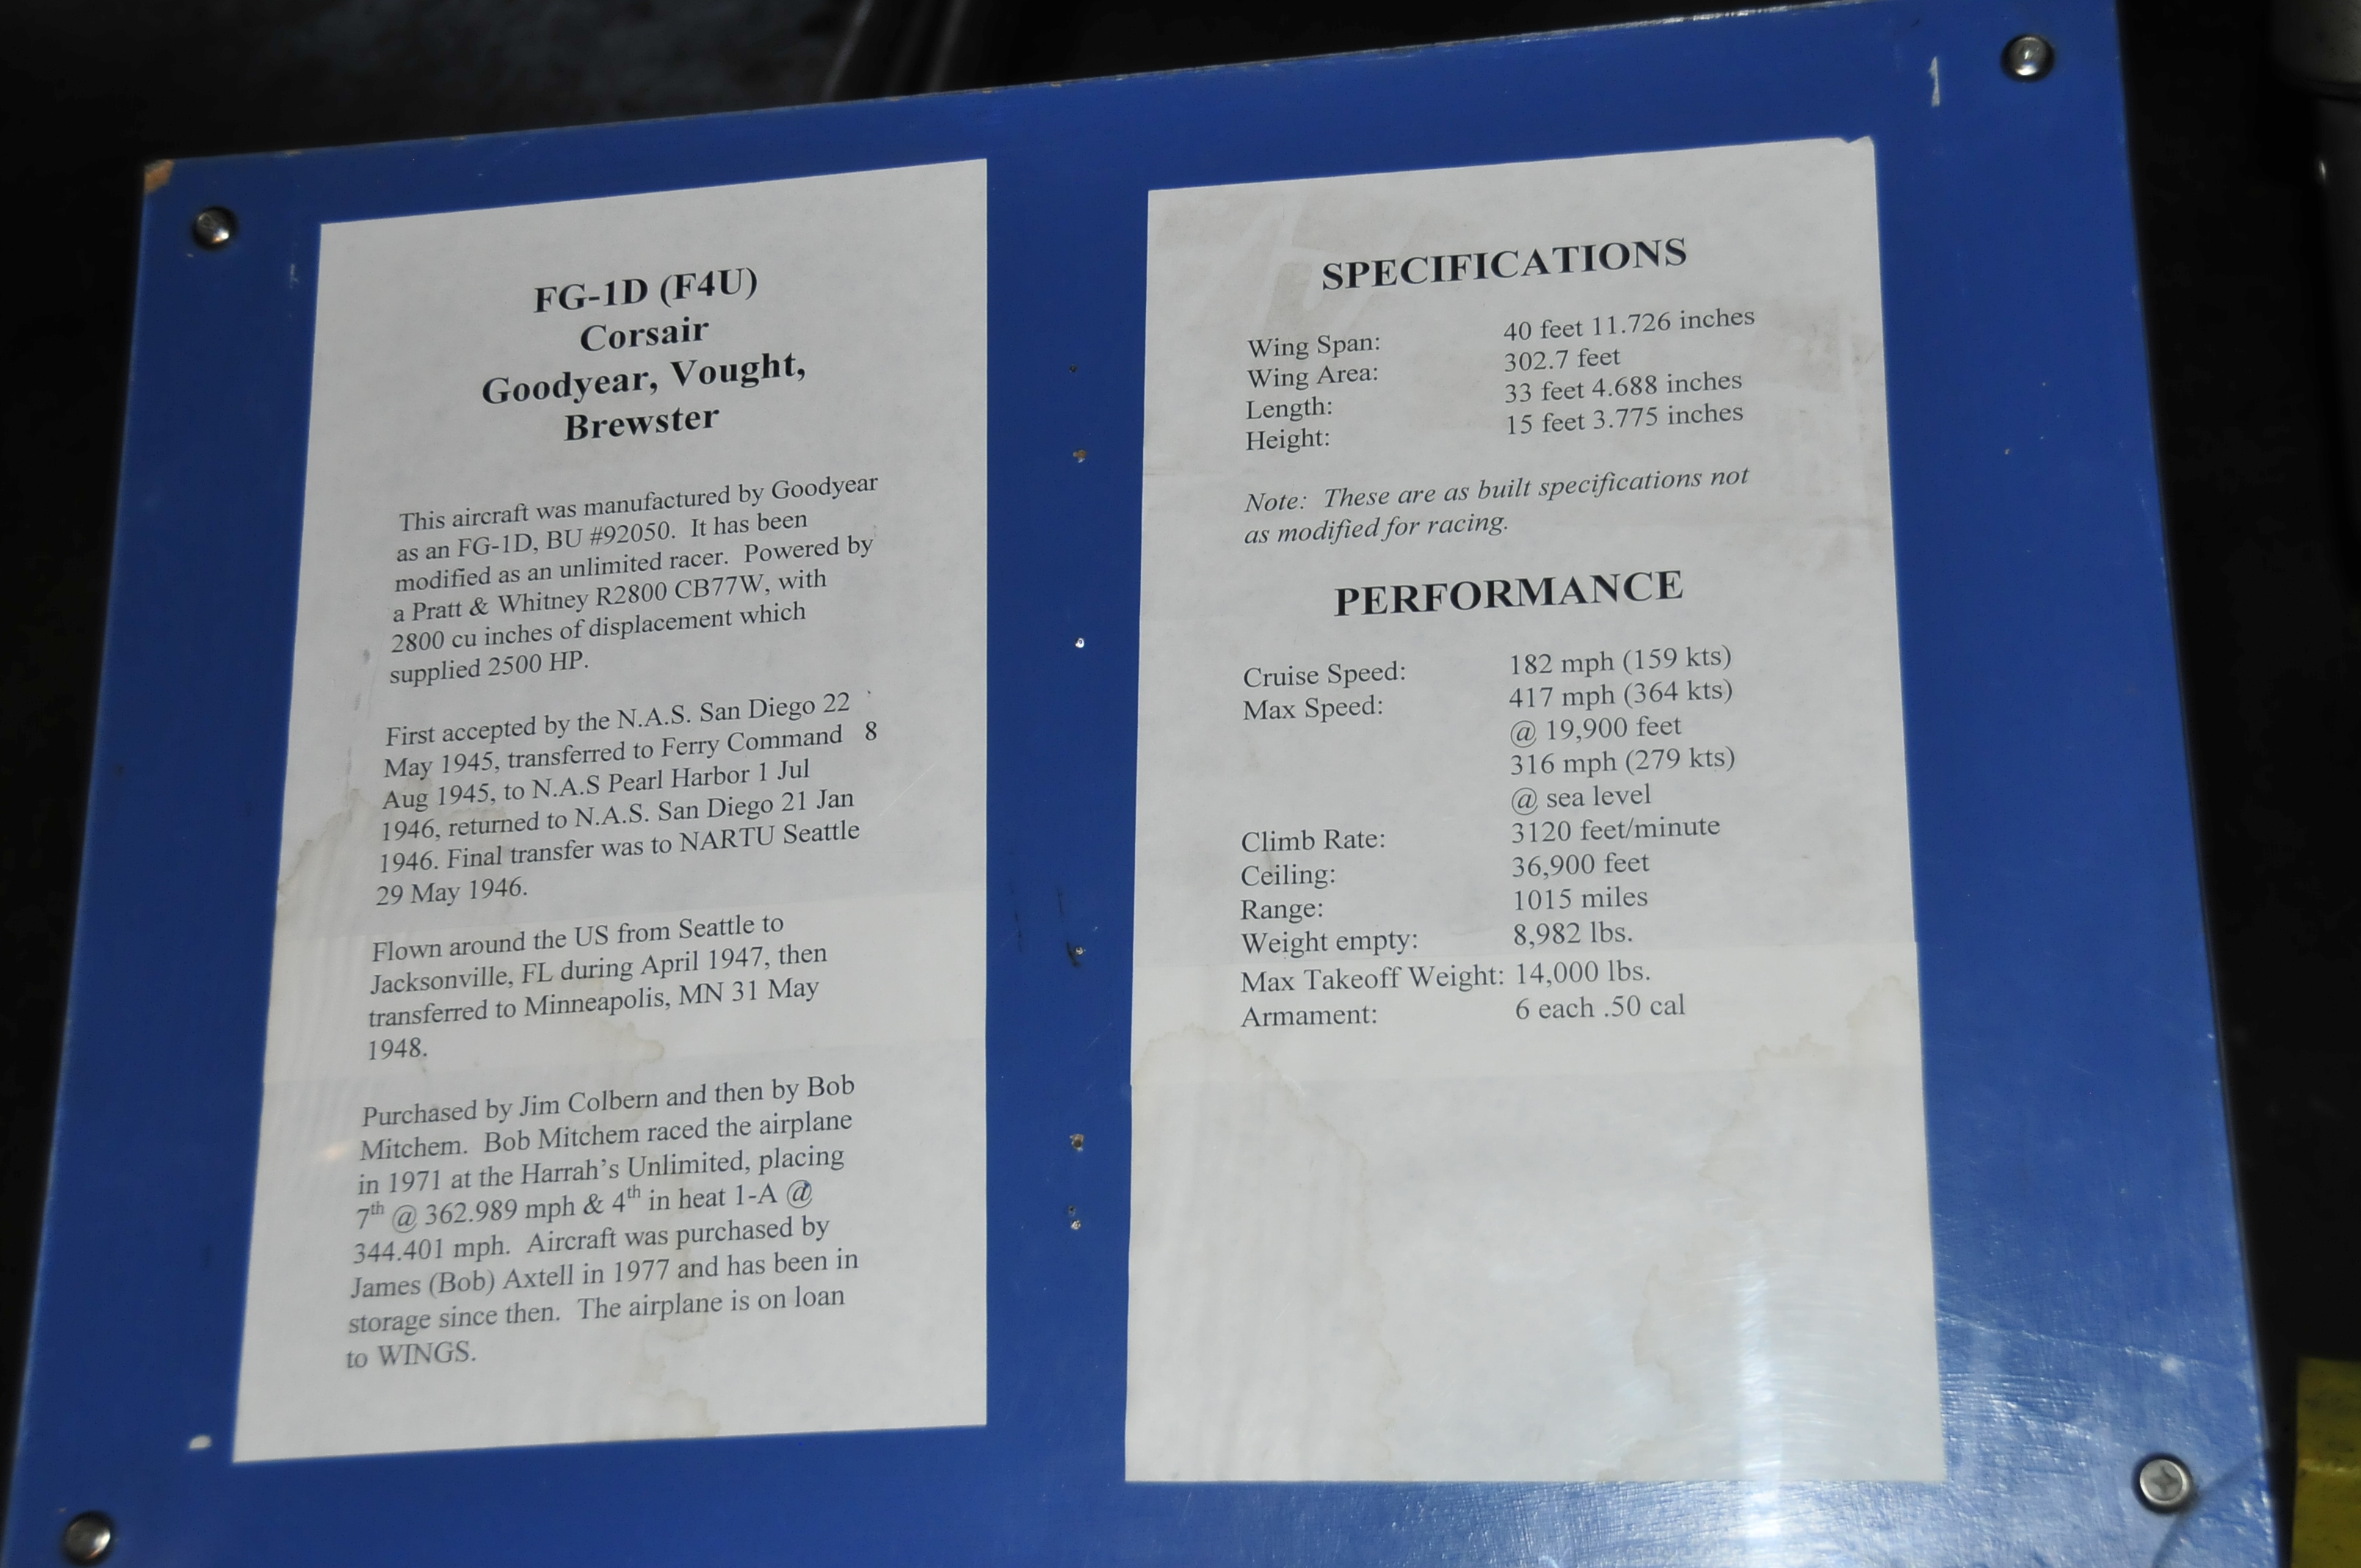 FG-1D (F4U)
Corsair
Goodyear, Vought,
Brewster
This aircraft was manufactured by Goodyear
as an FG-1D, BU #92050. It has been
modified as an unlimited racer. Powered by
a Pratt & Whitney R2800 CB77W, with
2800 cu inches of displacement which
supplied 2500 HP.
First accepted by the N.A.S. San Diego 22
May 1945, transferred to Ferry Command 8
Aug 1945, to N.A.S Pearl Harbor 1 Jul
1946, returned to N.A.S. San Diego 21 Jan
1946. Final transfer was to NARTU Seattle
29 May 1946.
Flown around the US from Seattle to
Jacksonville, FL during April 1947, then
transferred to Minneapolis, MN 31 May
1948.
Purchased by Jim Colbern and then by Bob
Mitchem. Bob Mitchem raced the airplane
in 1971 at the Harrah's Unlimited, placing
7th @ 362.989 mph & 4th in heat 1-A @
344.401 mph. Aircraft was purchased by
James (Bob) Axtell in 1977 and has been in
storage since then. The airplane is on loan
to WINGS.
SPECIFICATIONS
Wing Span: 40 feet 11.726 inches
Wing Area: 302.7 feet
Length: 33 feet 4.688 inches
Height: 15 feet 3.775 inches
Note: These are as built specifications not
as modified for racing.
PERFORMANCE
Cruise Speed: 182 mph (159 kts)
Max Speed: 417 mph (364 kts)
@ 19,900 feet
316 mph (279 kts)
@ sea level
Climb Rate: 3120 feet/minute
Ceiling: 36,900 feet
Range: 1015 miles
Weight empty: 8,982 lbs.
Max Takeoff Weight: 14,000 lbs.
Armament: 6 each .50 cal